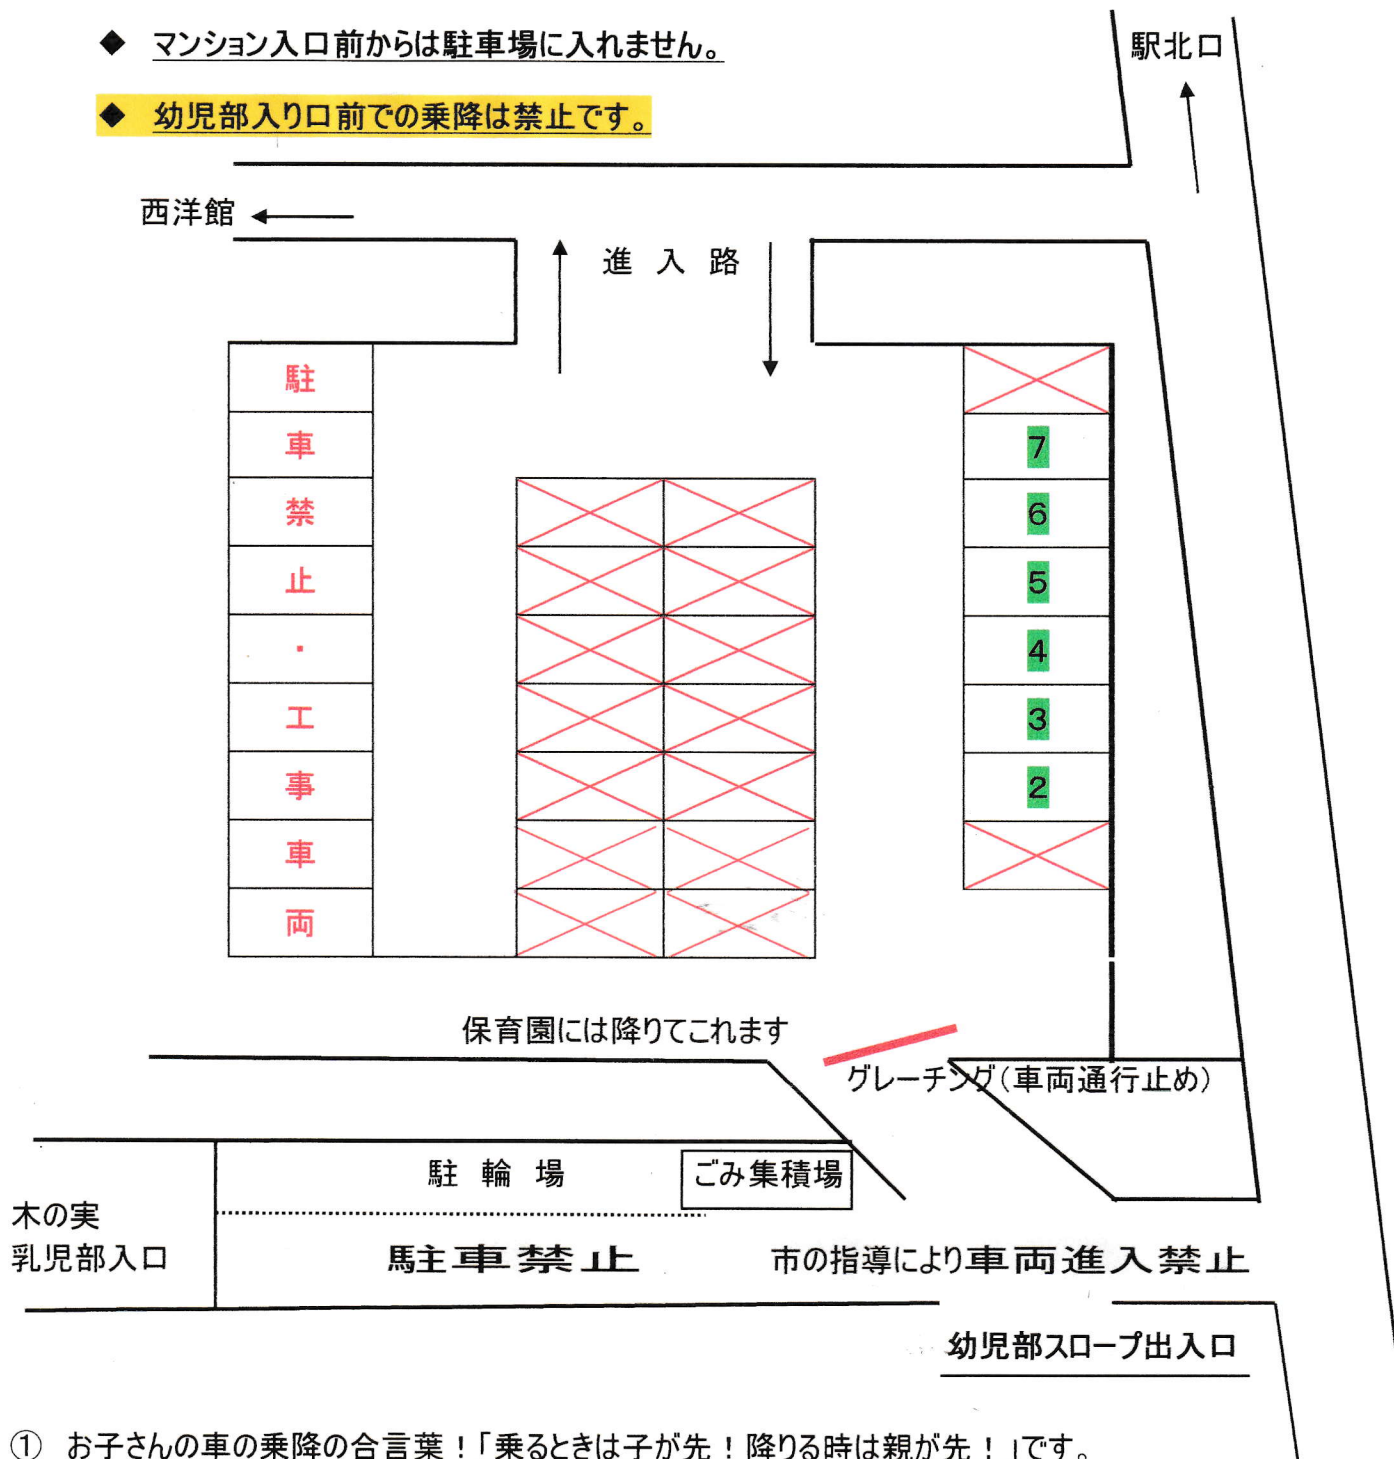 ◆ マンション入口前からは駐車場に入れません。
駅北口
◆ 幼児部入り口前での乗降は禁止です。
西洋館
進入路
駐
車
禁
止
・
工
事
車
両
7
6
5
4
3
2
保育園には降りてこれます
グレーチング(車両通行止め)
駐輪場
ごみ集積場
木の実
乳児部入口
駐車禁止
市の指導により車両進入禁止
幼児部スロープ出入口
① お子さんの車の乗降の合言葉!「乗るときは子が先!降りる時は親が先!」です。